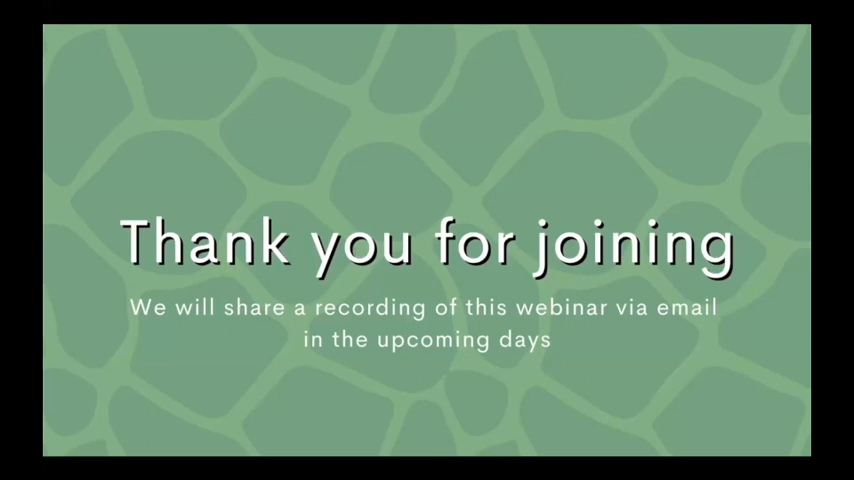 Thank you for joining
We will share a recording of this webinar via email
in the upcoming days